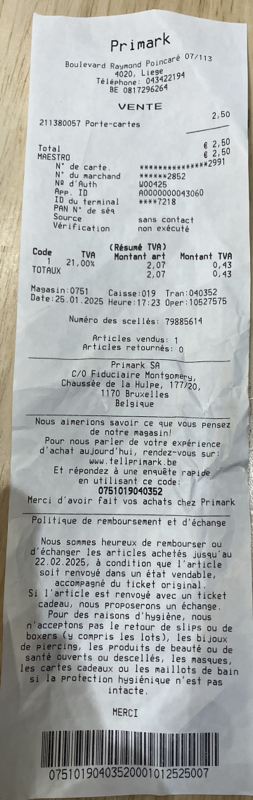 Primark
Boulevard Raymond Poincaré 07/113
4020, Liege
Téléphone: 043422194
BE 0817296264
VENTE
2,50
211380057 Porte-cartes
Total € 2,50
MAESTRO € 2,50
N° de carte. ***************2991
N° du marchand ******2852
Nº d'Auth W00425
App. ID A0000000043060
ID du terminal ****7218
PAN N° de séq
Source sans contact
Vérification non exécuté
(Résumé TVA)
Code TVA Montant art Montant TVA
1 21,00% 2,07 0,43
TOTAUX 2,07 0,43
Magasin:0751 Caisse:019 Tran:040352
Date:25.01.2025 Heure:17:23 Oper:10527575
Numéro des scellés: 79885614
Articles vendus: 1
Articles retournés: 0
Primark SA
C/O Fiduciaire Montgomery,
Chaussée de la Hulpe, 177/20,
1170 Bruxelles
Belgique
Nous aimerions savoir ce que vous pensez
de notre magasin!
Pour nous parler de votre expérience
d'achat aujourd'hui, rendez-vous sur:
www.tellprimark.be
Et répondez à une enquête rapide
en utilisant ce code:
0751019040352
Merci d'avoir fait vos achats chez Primark
Politique de remboursement et d'échange
Nous sommes heureux de rembourser ou
d'échanger les articles achetés jusqu'au
22.02.2025, à condition que l'article
soit renvoyé dans un état vendable,
accompagné du ticket original.
Si l'article est renvoyé avec un ticket
cadeau, nous proposerons un échange.
Pour des raisons d'hygiène, nous
n'acceptons pas le retour de slips ou de
boxers (y compris les lots), les bijoux
de piercing, les produits de beauté ou de
santé ouverts ou descellés, les masques,
les cartes cadeaux ou les maillots de bain
si la protection hygiénique n'est pas
intacte.
MERCI
07510190403520001012525007